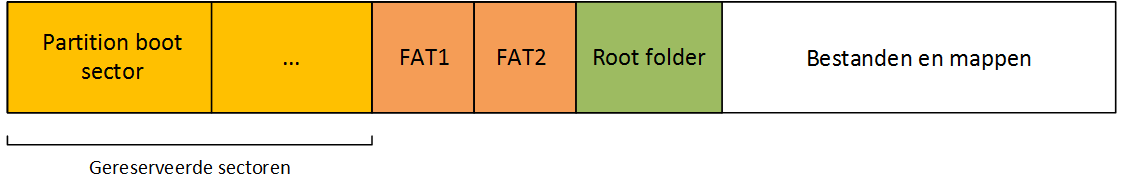 Partition boot
sector
...
FAT1
FAT2
Root folder
Bestanden en mappen
Gereserveerde sectoren